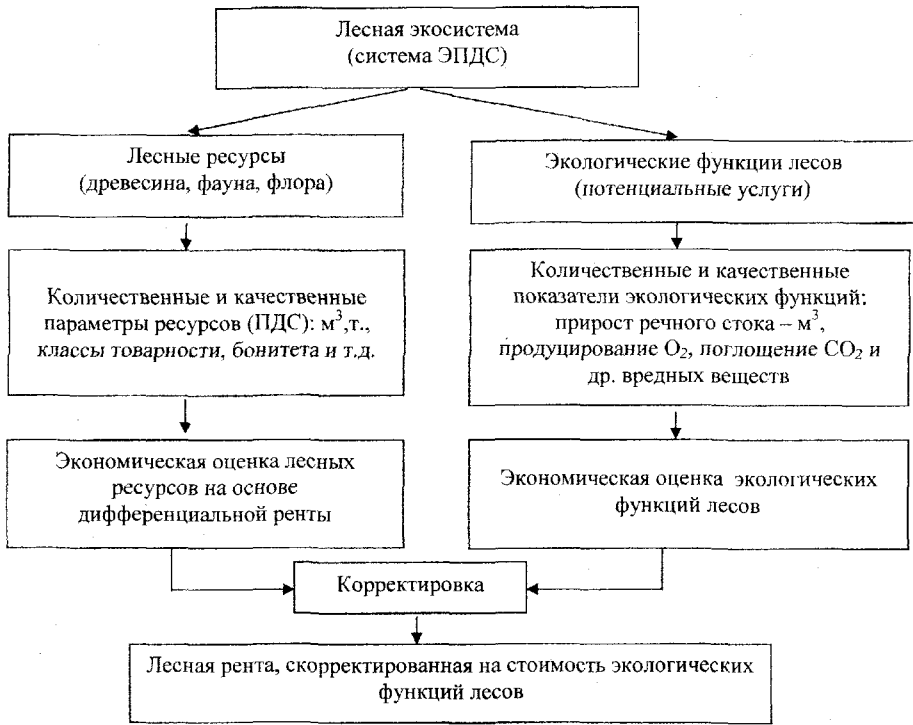 Лесная экосистема
(система ЭПДС)
Лесные ресурсы
(древесина, фауна, флора)
Экологические функции лесов
(потенциальные услуги)
Количественные и качественные
параметры ресурсов (ПДС): м³,т.,
классы товарности, бонитета и т.д.
Количественные и качественные
показатели экологических функций:
прирост речного стока – м³,
продуцирование O₂, поглощение CO₂ и
др. вредных веществ
Экономическая оценка лесных
ресурсов на основе
дифференциальной ренты
Экономическая оценка экологических
функций лесов
Корректировка
Лесная рента, скорректированная на стоимость экологических
функций лесов